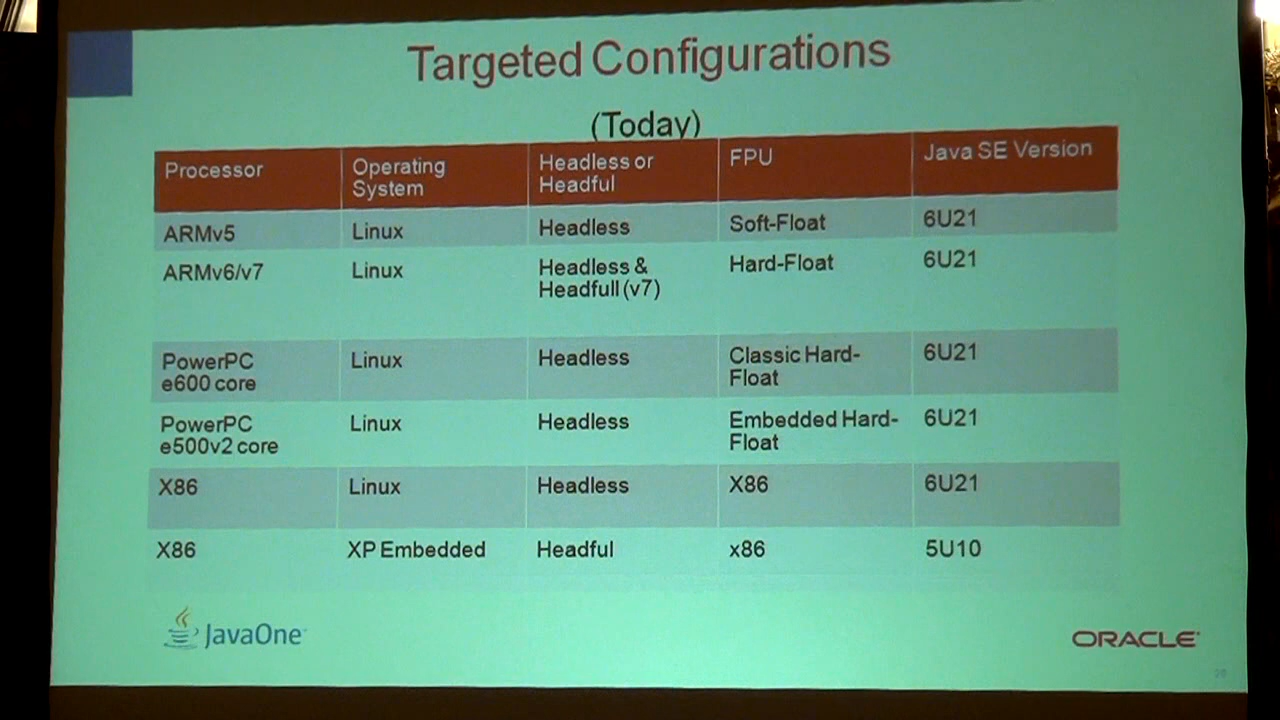 Targeted Configurations
(Today)
Processor Operating System Headless or Headful FPU Java SE Version
ARMv5 Linux Headless Soft-Float 6U21
ARMv6/v7 Linux Headless & Headfull (v7) Hard-Float 6U21
PowerPC e600 core Linux Headless Classic Hard-Float 6U21
PowerPC e500v2 core Linux Headless Embedded Hard-Float 6U21
X86 Linux Headless X86 6U21
X86 XP Embedded Headful x86 5U10
JavaOne
ORACLE